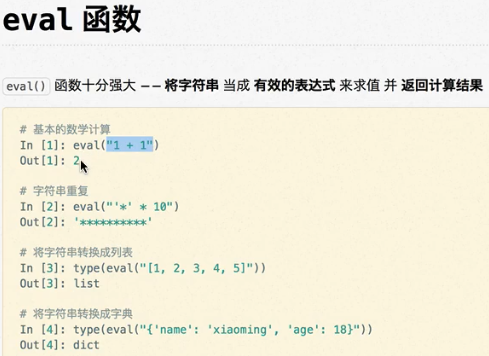 eval 函数
eval() 函数十分强大 -- 将字符串 当成 有效的表达式 来求值 并 返回计算结果
# 基本的数学计算
In [1]: eval("1 + 1")
Out[1]: 2
# 字符串重复
In [2]: eval("'*' * 10")
Out[2]: '**********'
# 将字符串转换成列表
In [3]: type(eval("[1, 2, 3, 4, 5]"))
Out[3]: list
# 将字符串转换成字典
In [4]: type(eval("{'name': 'xiaoming', 'age': 18}"))
Out[4]: dict